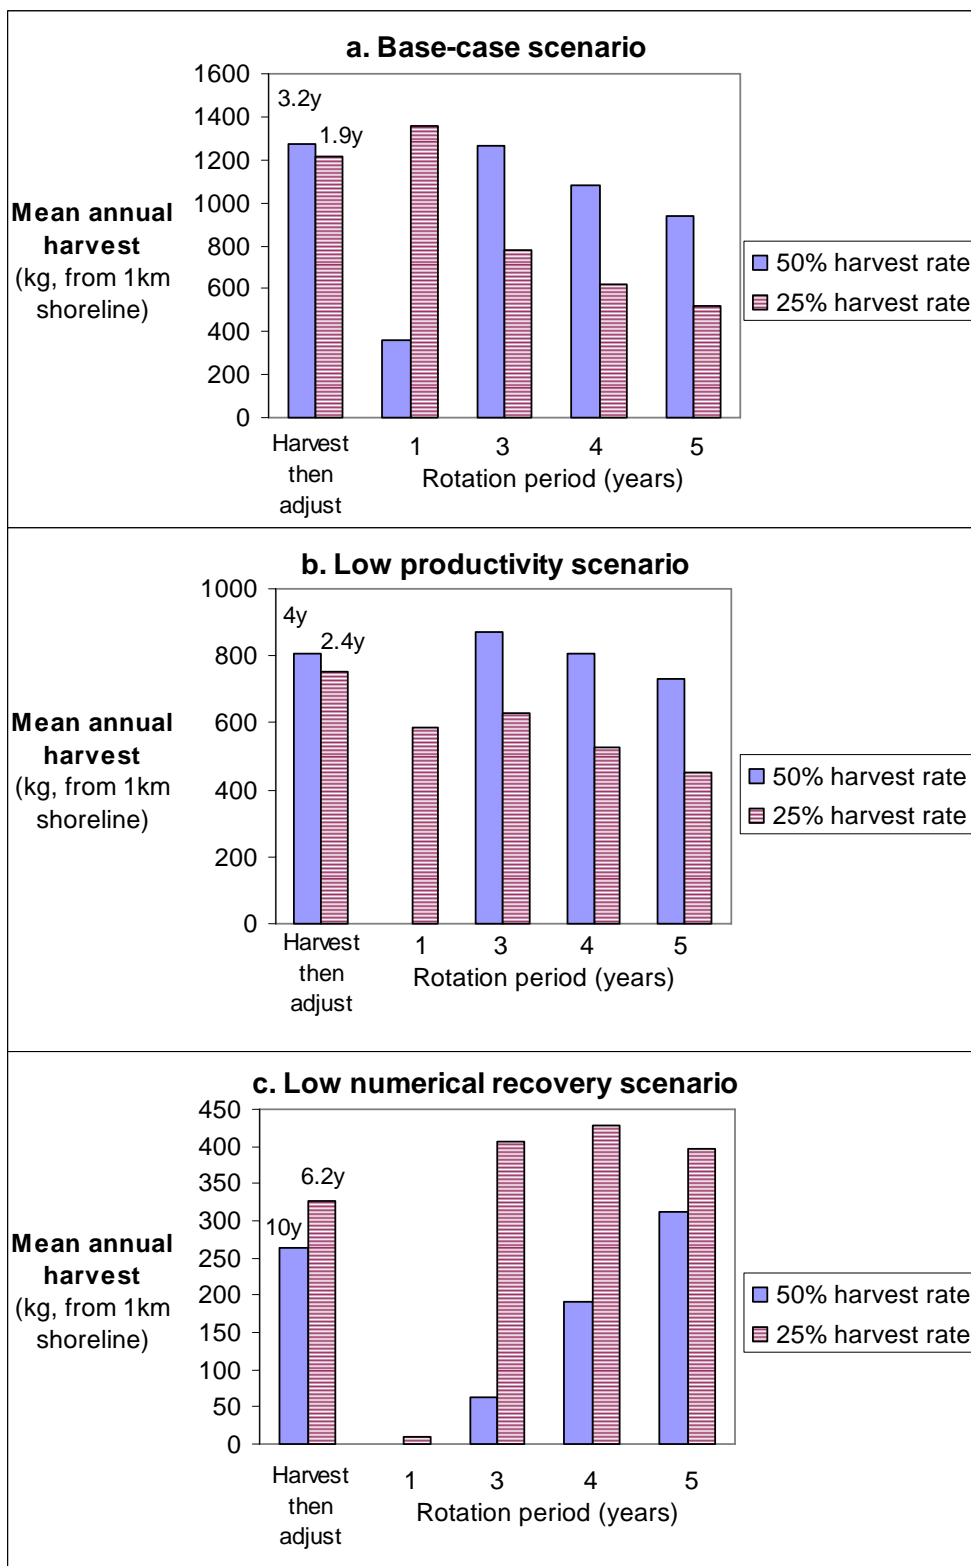 a. Base-case scenario
Mean annual
harvest
(kg, from 1km
shoreline)
1600
1400
1200
1000
800
600
400
200
0
3.2y
1.9y
Harvest
then
adjust
1
3
4
5
Rotation period (years)
50% harvest rate
25% harvest rate
b. Low productivity scenario
Mean annual
harvest
(kg, from 1km
shoreline)
1000
800
600
400
200
0
4y
2.4y
Harvest
then
adjust
1
3
4
5
Rotation period (years)
50% harvest rate
25% harvest rate
c. Low numerical recovery scenario
Mean annual
harvest
(kg, from 1km
shoreline)
450
400
350
300
250
200
150
100
50
0
10y
6.2y
Harvest
then
adjust
1
3
4
5
Rotation period (years)
50% harvest rate
25% harvest rate